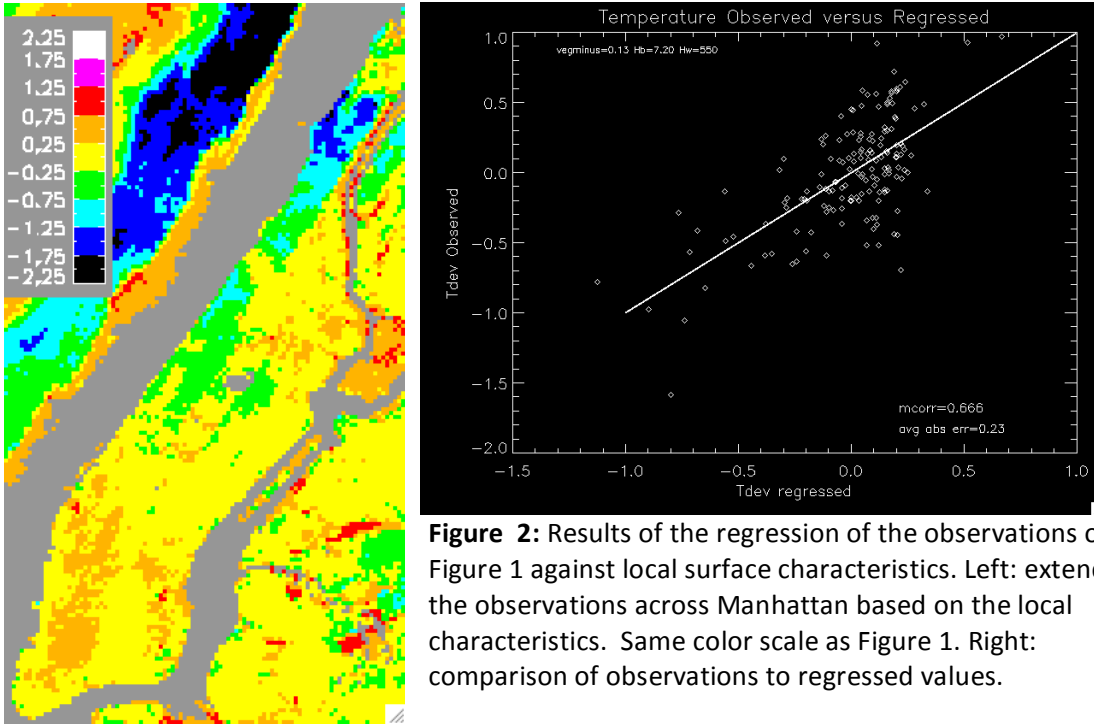 2.25
1.75
1.25
0.75
0.25
-0.25
-0.75
-1.25
-1.75
-2.25
Temperature Observed versus Regressed
vegminus=0.13 Hb=7.20 Hw=550
1.0
0.5
0.0
-0.5
-1.0
-1.5
-2.0
Tdev Observed
mcorr=0.666
avg abs err=0.23
-1.5 -1.0 -0.5 0.0 0.5 1.0
Tdev regressed
Figure 2: Results of the regression of the observations o
Figure 1 against local surface characteristics. Left: exten
the observations across Manhattan based on the local
characteristics. Same color scale as Figure 1. Right:
comparison of observations to regressed values.